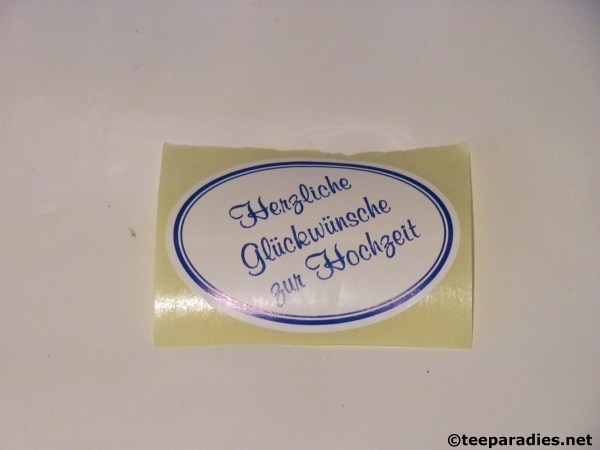 Herzliche
Glückwünsche
zur Hochzeit
©teeparadies.net